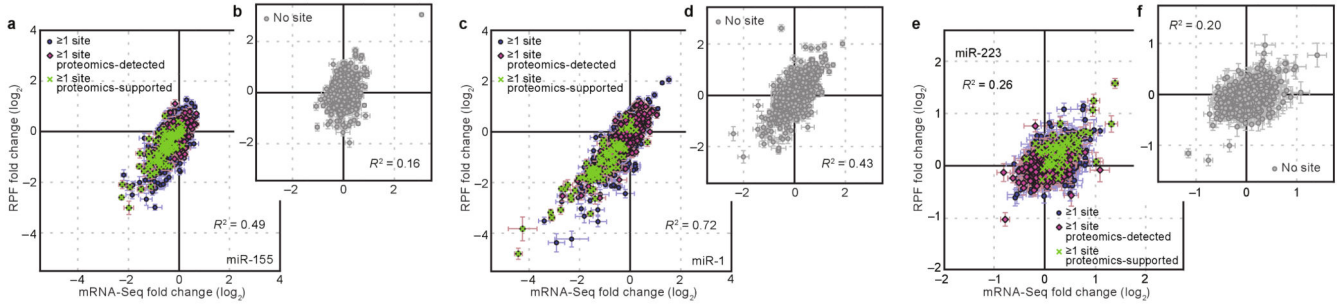 a
4
2
0
−2
−4
−4
−2
0
2
4
RPF fold change (log2)
mRNA-Seq fold change (log2)
≥1 site
≥1 site
proteomics-detected
≥1 site
proteomics-supported
R2 = 0.49
miR-155
b
No site
2
0
−2
−2
0
2
R2 = 0.16
c
4
2
0
−2
−4
−4
−2
0
2
4
RPF fold change (log2)
mRNA-Seq fold change (log2)
≥1 site
≥1 site
proteomics-detected
≥1 site
proteomics-supported
R2 = 0.72
miR-1
d
No site
2
0
−2
−2
0
2
R2 = 0.43
e
2
1
0
−1
−2
−2
−1
0
1
2
RPF fold change (log2)
mRNA-Seq fold change (log2)
miR-223
R2 = 0.26
≥1 site
≥1 site
proteomics-detected
≥1 site
proteomics-supported
f
R2 = 0.20
1
0
−1
−1
0
1
No site